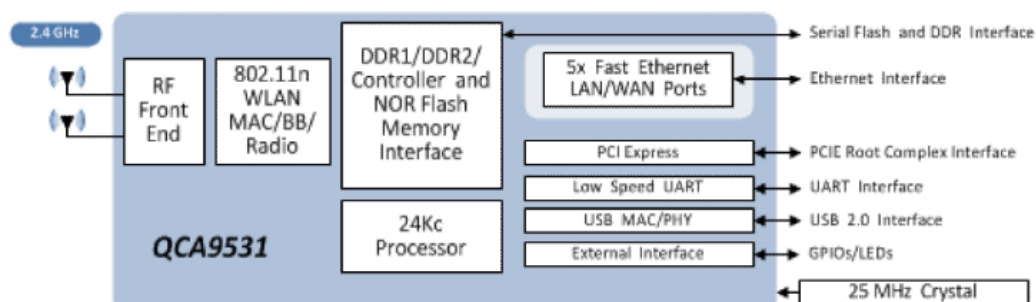 2.4 GHz
RF
Front
End
802.11n
WLAN
MAC/BB/
Radio
DDR1/DDR2/
Controller and
NOR Flash
Memory
Interface
24Kc
Processor
QCA9531
5x Fast Ethernet
LAN/WAN Ports
PCI Express
Low Speed UART
USB MAC/PHY
External Interface
Serial Flash and DDR Interface
Ethernet Interface
PCIE Root Complex Interface
UART Interface
USB 2.0 Interface
GPIOs/LEDs
25 MHz Crystal